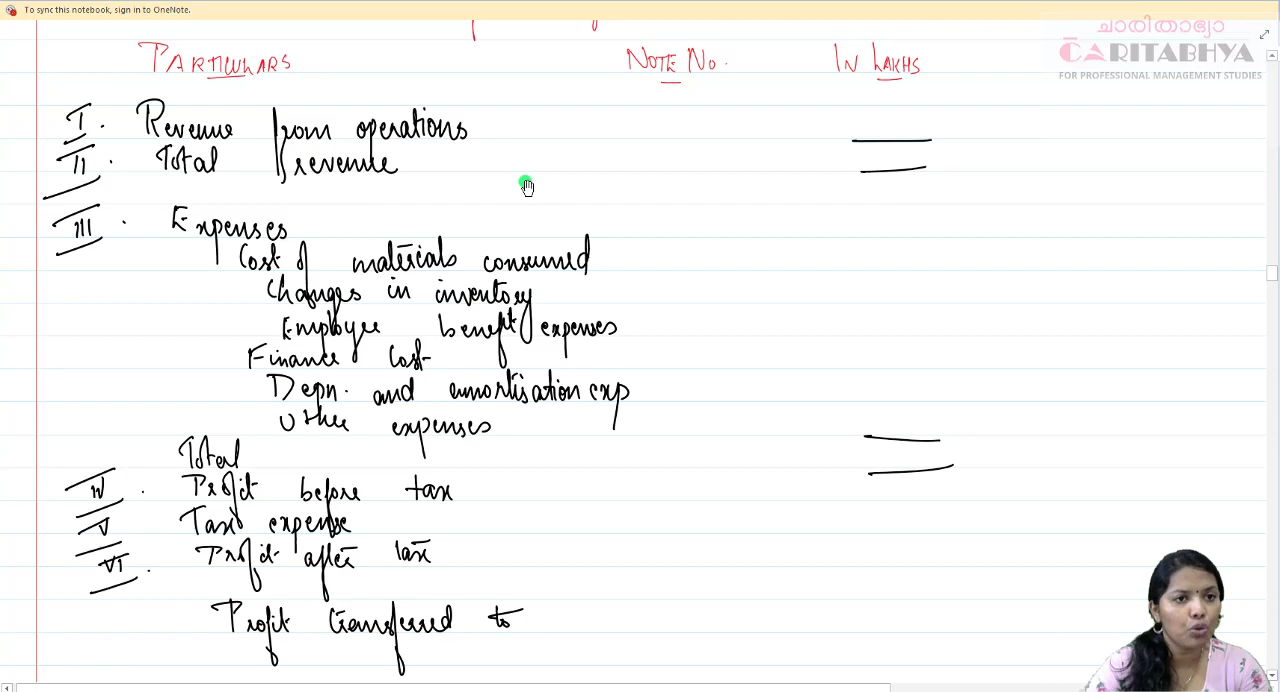 To sync this notebook, sign in to OneNote.
ചാരിതാഭ്യാ
CARITABHYA
FOR PROFESSIONAL MANAGEMENT STUDIES
PARTICULARS NOTE NO. IN LAKHS
I. Revenue from operations
II. Total revenue
III. Expenses
Cost of materials consumed
Changes in inventory
Employee benefit expenses
Finance cost
Depn. and amortisation exp
Other expenses
Total
IV. Profit before tax
V Tax expense
VI. Profit after tax
Profit transferred to